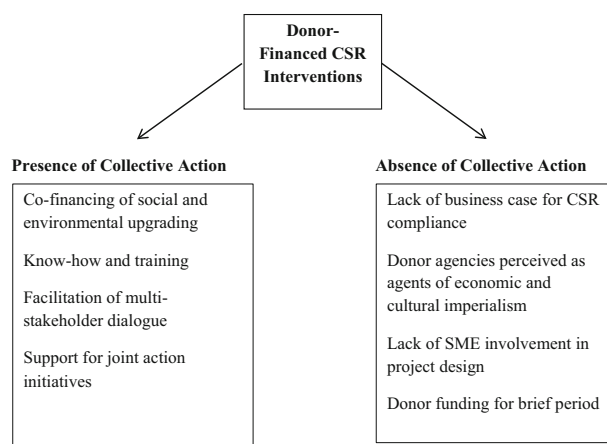 Donor-
Financed CSR
Interventions
Presence of Collective Action
Co-financing of social and
environmental upgrading
Know-how and training
Facilitation of multi-
stakeholder dialogue
Support for joint action
initiatives
Absence of Collective Action
Lack of business case for CSR
compliance
Donor agencies perceived as
agents of economic and
cultural imperialism
Lack of SME involvement in
project design
Donor funding for brief period